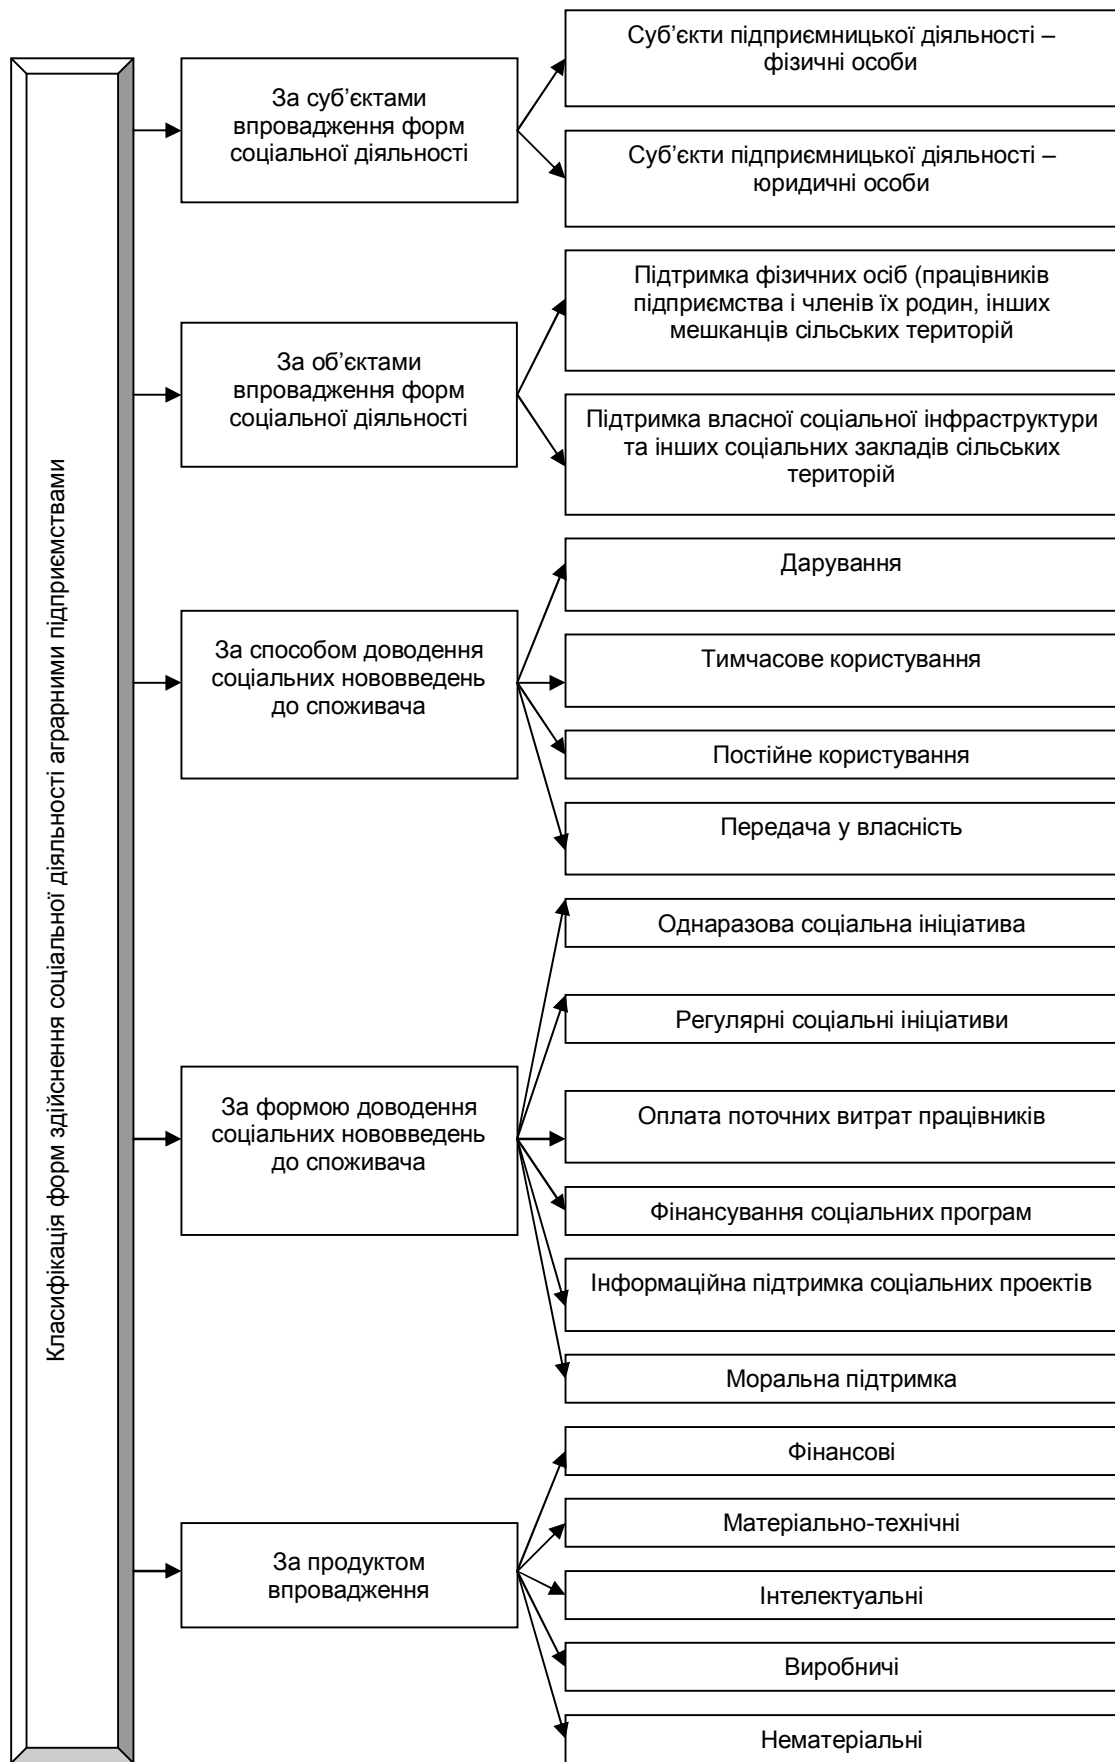 Класифікація форм здійснення соціальної діяльності аграрними підприємствами
За суб’єктами
впровадження форм
соціальної діяльності
Суб’єкти підприємницької діяльності –
фізичні особи
Суб’єкти підприємницької діяльності –
юридичні особи
За об’єктами
впровадження форм
соціальної діяльності
Підтримка фізичних осіб (працівників
підприємства і членів їх родин, інших
мешканців сільських територій
Підтримка власної соціальної інфраструктури
та інших соціальних закладів сільських
територій
За способом доводення
соціальних нововведень
до споживача
Дарування
Тимчасове користування
Постійне користування
Передача у власність
За формою доводення
соціальних нововведень
до споживача
Однаразова соціальна ініціатива
Регулярні соціальні ініціативи
Оплата поточних витрат працівників
Фінансування соціальних програм
Інформаційна підтримка соціальних проектів
Моральна підтримка
За продуктом
впровадження
Фінансові
Матеріально-технічні
Інтелектуальні
Виробничі
Нематеріальні